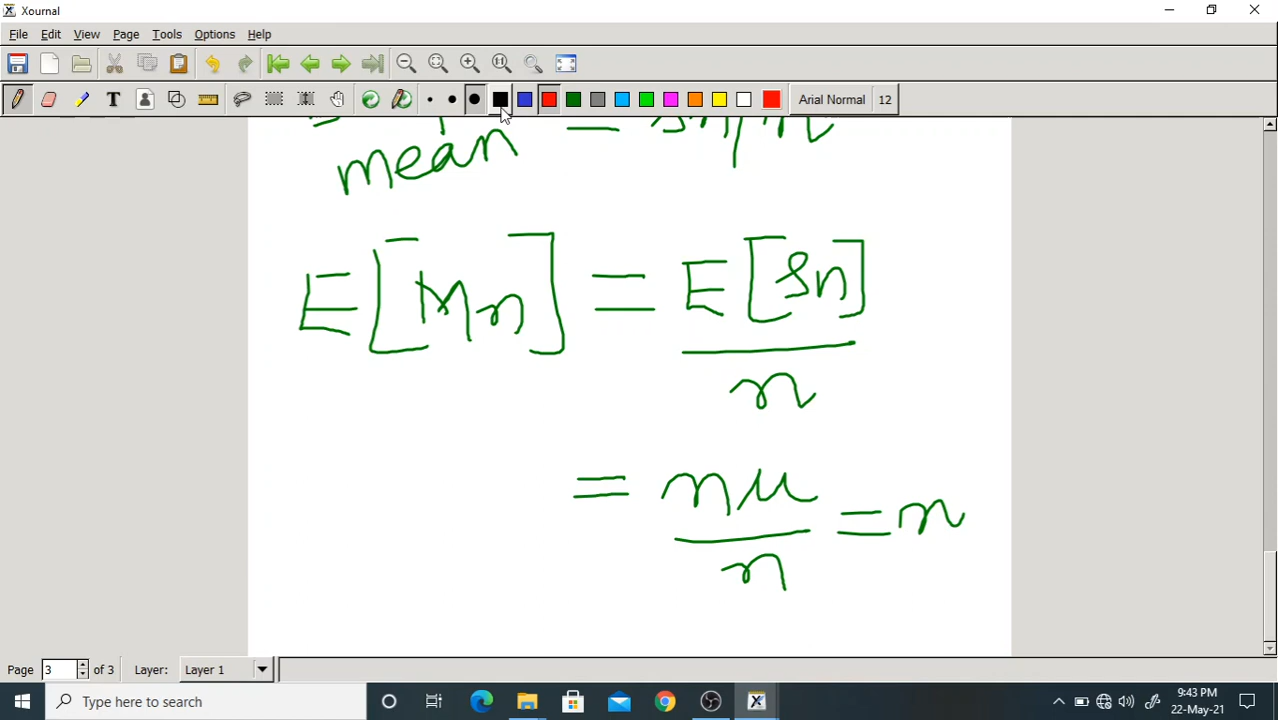 Xournal
File Edit View Page Tools Options Help
Arial Normal 12
mean = Sn/n
E[Mn] = E[Sn]
n
= nμ
n
= n
Page 3 of 3 Layer: Layer 1
Type here to search
9:43 PM
22-May-21